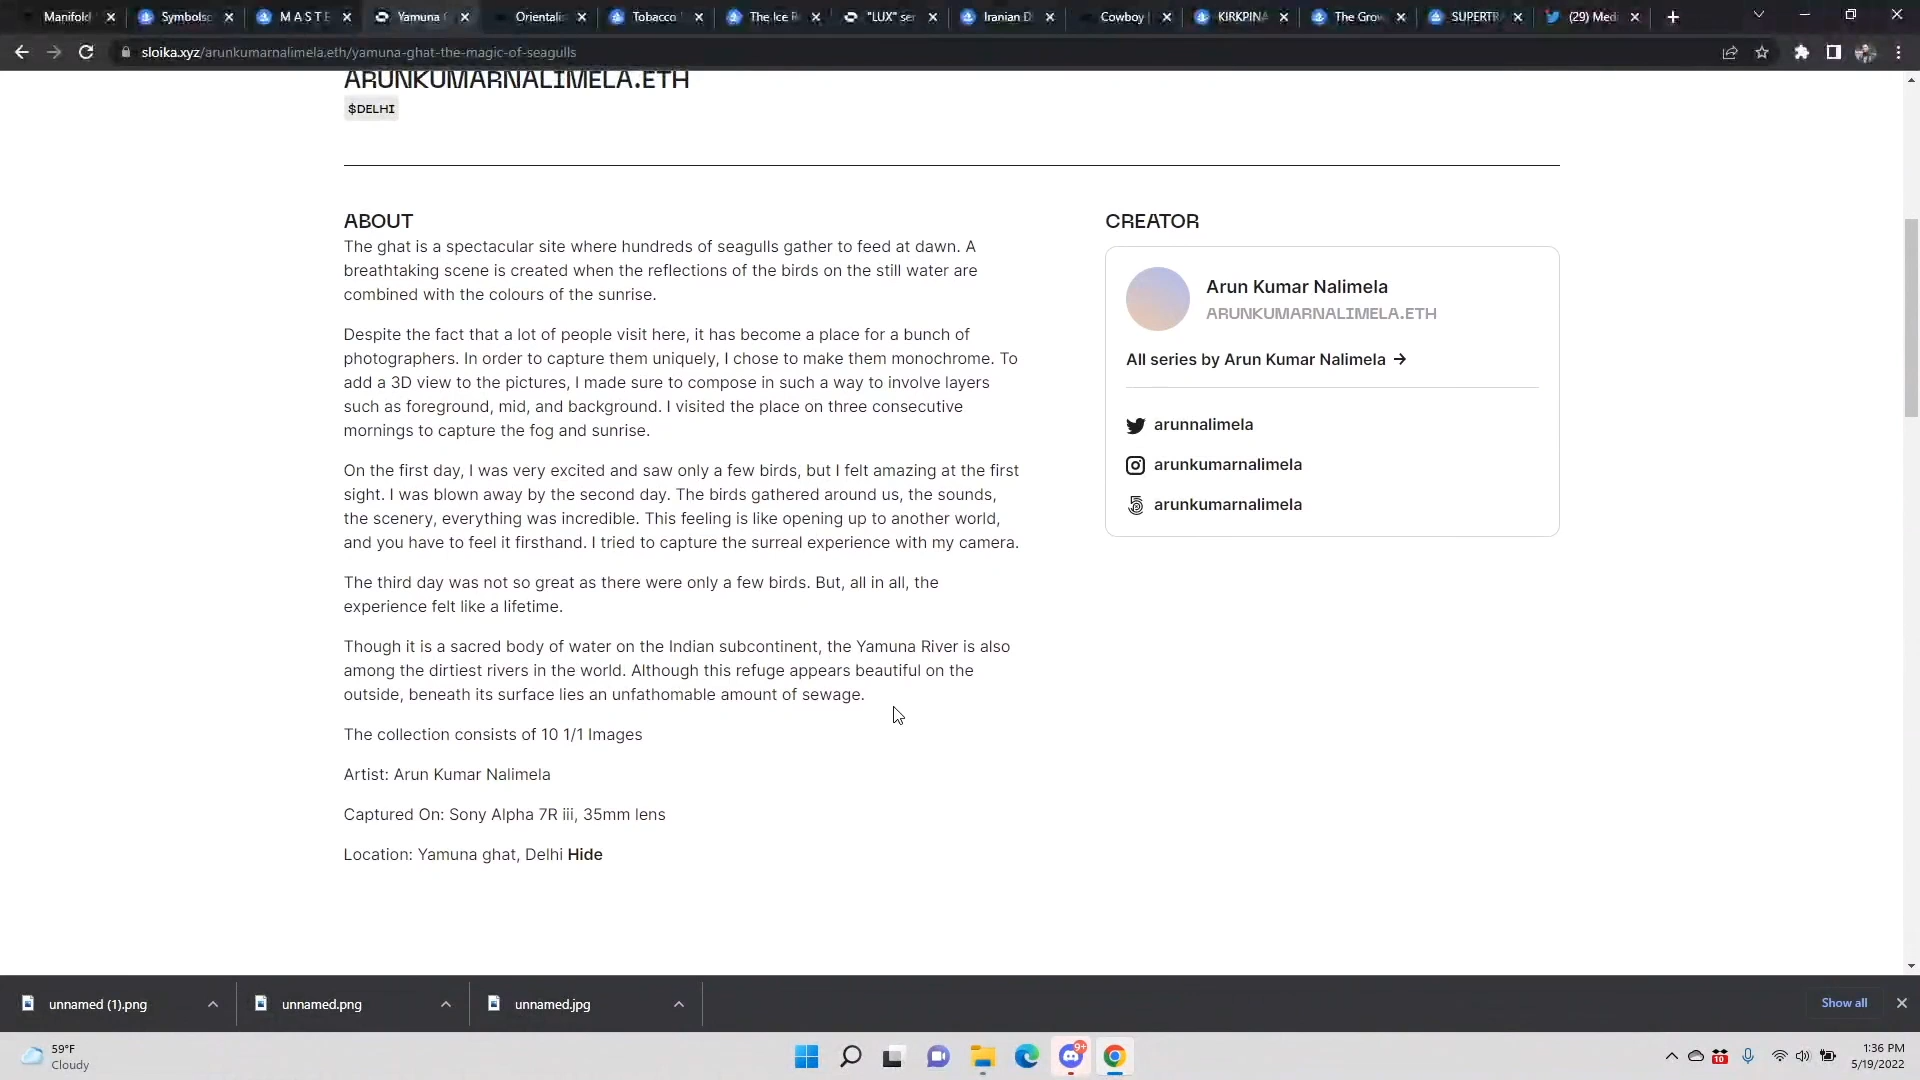 Manifold
Symbols
M A S T E
Yamuna
Orientali
Tobacco
The Ice R
"LUX" ser
Iranian D
Cowboy
KIRKPIN
The Grov
SUPERTR
(29) Med
sloika.xyz/arunkumarnalimela.eth/yamuna-ghat-the-magic-of-seagulls
ARUNKUMARNALIMELA.ETH
$DELHI
ABOUT
The ghat is a spectacular site where hundreds of seagulls gather to feed at dawn. A
breathtaking scene is created when the reflections of the birds on the still water are
combined with the colours of the sunrise.
Despite the fact that a lot of people visit here, it has become a place for a bunch of
photographers. In order to capture them uniquely, I chose to make them monochrome. To
add a 3D view to the pictures, I made sure to compose in such a way to involve layers
such as foreground, mid, and background. I visited the place on three consecutive
mornings to capture the fog and sunrise.
On the first day, I was very excited and saw only a few birds, but I felt amazing at the first
sight. I was blown away by the second day. The birds gathered around us, the sounds,
the scenery, everything was incredible. This feeling is like opening up to another world,
and you have to feel it firsthand. I tried to capture the surreal experience with my camera.
The third day was not so great as there were only a few birds. But, all in all, the
experience felt like a lifetime.
Though it is a sacred body of water on the Indian subcontinent, the Yamuna River is also
among the dirtiest rivers in the world. Although this refuge appears beautiful on the
outside, beneath its surface lies an unfathomable amount of sewage.
The collection consists of 10 1/1 Images
Artist: Arun Kumar Nalimela
Captured On: Sony Alpha 7R iii, 35mm lens
Location: Yamuna ghat, Delhi Hide
CREATOR
Arun Kumar Nalimela
ARUNKUMARNALIMELA.ETH
All series by Arun Kumar Nalimela →
arunnalimela
arunkumarnalimela
arunkumarnalimela
unnamed (1).png
unnamed.png
unnamed.jpg
Show all
59°F
Cloudy
9+
10
1:36 PM
5/19/2022